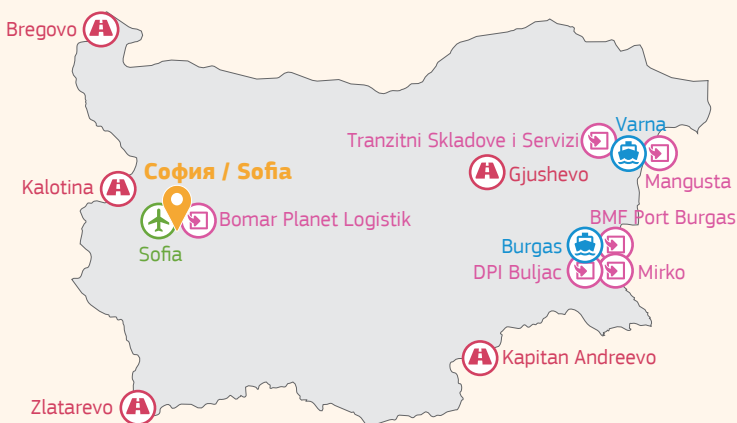 Bregovo
Varna
Tranzitni Skladove i Servizi
София / Sofia
Gjushevo
Mangusta
Kalotina
Bomar Planet Logistik
BMF Port Burgas
Sofia
Burgas
DPI Buljac
Mirko
Kapitan Andreevo
Zlatarevo